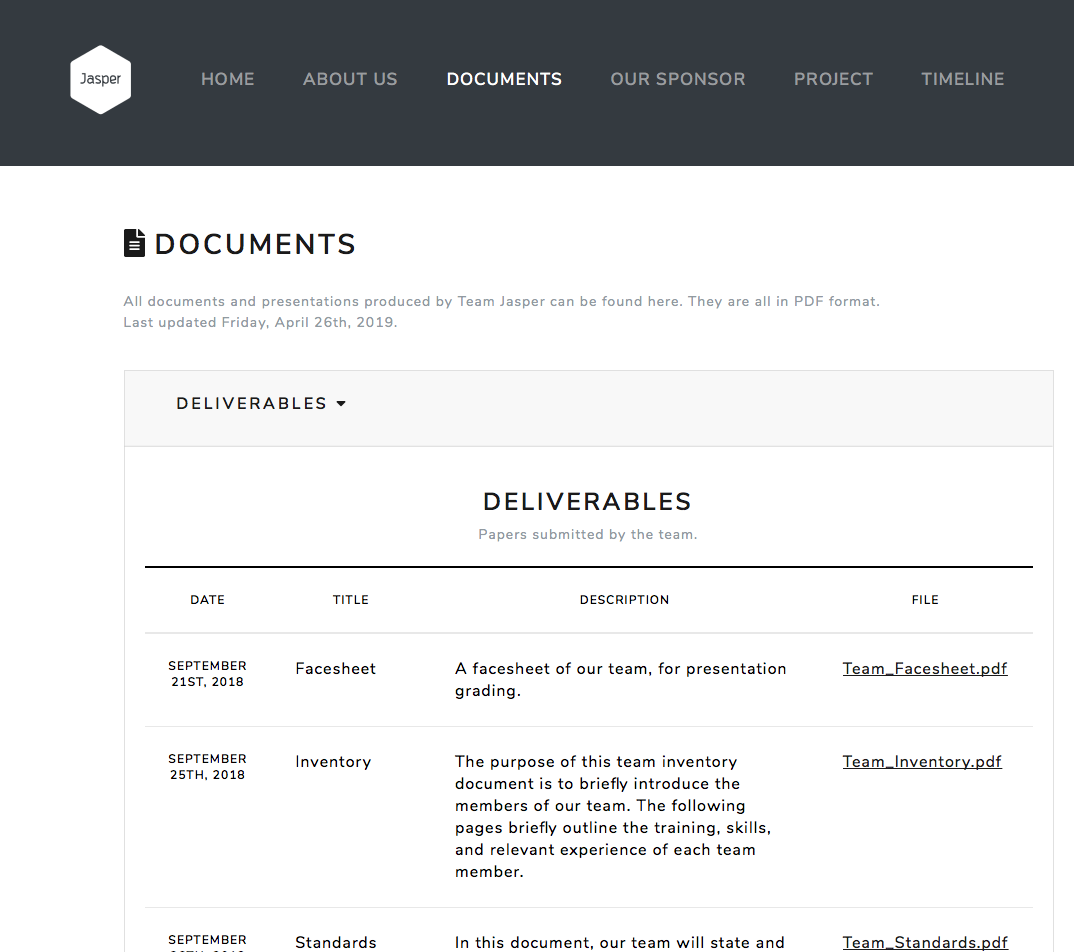 Jasper
HOME ABOUT US DOCUMENTS OUR SPONSOR PROJECT TIMELINE
DOCUMENTS
All documents and presentations produced by Team Jasper can be found here. They are all in PDF format.
Last updated Friday, April 26th, 2019.
DELIVERABLES
DELIVERABLES
Papers submitted by the team.
DATE TITLE DESCRIPTION FILE
SEPTEMBER
21ST, 2018
Facesheet
A facesheet of our team, for presentation
grading.
Team_Facesheet.pdf
SEPTEMBER
25TH, 2018
Inventory
The purpose of this team inventory
document is to briefly introduce the
members of our team. The following
pages briefly outline the training, skills,
and relevant experience of each team
member.
Team_Inventory.pdf
SEPTEMBER
Standards
In this document, our team will state and
Team_Standards.pdf